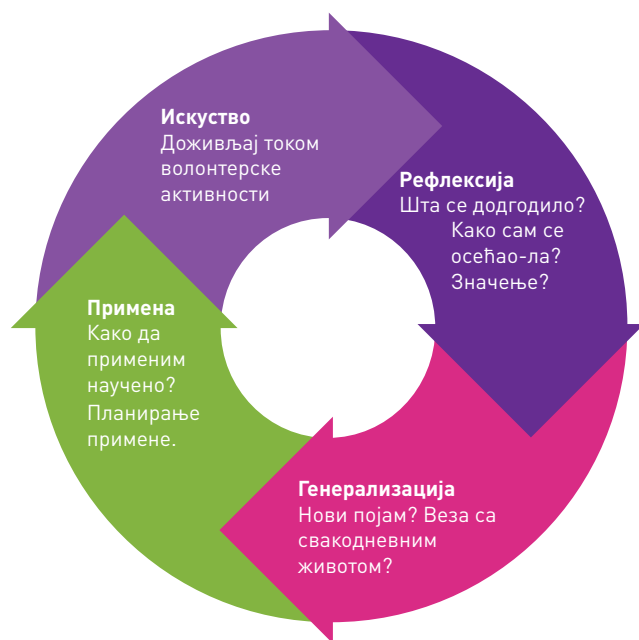 Искуство
Доживљај током
волонтерске
активности
Рефлексија
Шта се додгодило?
Како сам се
осећао-ла?
Значење?
Генерализација
Нови појам? Веза са
свакодневним
животом?
Примена
Како да
применим
научено?
Планирање
примене.